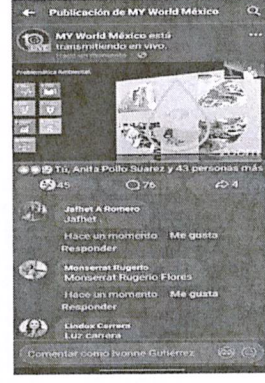 Publicación de MY World México
MY World México está
transmitiendo en vivo.
Hace un momento
LIVE
Problemática Ambiental
zoom
Tú, Anita Pollo Suarez y 43 personas más
45 76 4
Jafhet A Romero
Jafhet
Hace un momento Me gusta
Responder
Monserrat Rugerio
Monserrat Rugerio Flores
Hace un momento Me gusta
Responder
Lindox Carrera
Luz carrera
Comentar como Ivonne Gutiérrez